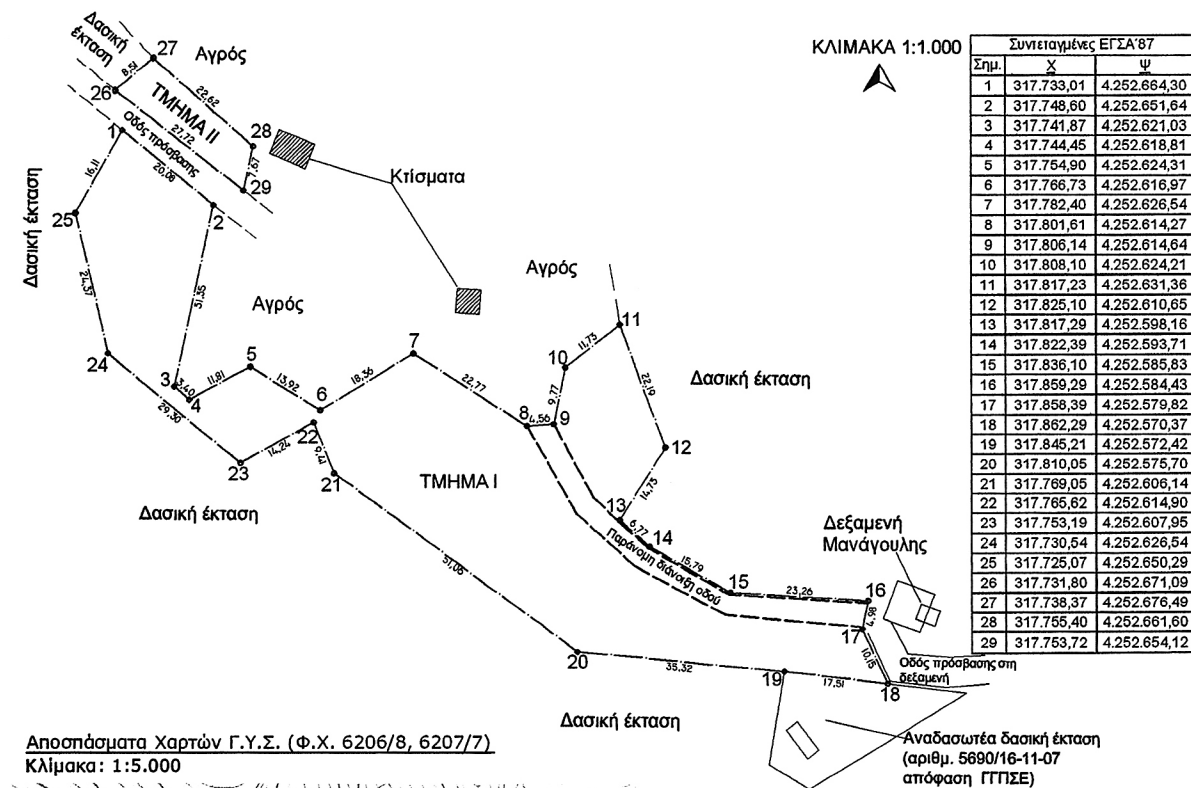 ΚΛΙΜΑΚΑ 1:1.000
Συντεταγμένες ΕΓΣΑ'87
Σημ. X Ψ
1 317.733,01 4.252.664,30
2 317.748,60 4.252.651,64
3 317.741,87 4.252.621,03
4 317.744,45 4.252.618,81
5 317.754,90 4.252.624,31
6 317.766,73 4.252.616,97
7 317.782,40 4.252.626,54
8 317.801,61 4.252.614,27
9 317.806,14 4.252.614,64
10 317.808,10 4.252.624,21
11 317.817,23 4.252.631,36
12 317.825,10 4.252.610,65
13 317.817,29 4.252.598,16
14 317.822,39 4.252.593,71
15 317.836,10 4.252.585,83
16 317.859,29 4.252.584,43
17 317.858,39 4.252.579,82
18 317.862,29 4.252.570,37
19 317.845,21 4.252.572,42
20 317.810,05 4.252.575,70
21 317.769,05 4.252.606,14
22 317.765,62 4.252.614,90
23 317.753,19 4.252.607,95
24 317.730,54 4.252.626,54
25 317.725,07 4.252.650,29
26 317.731,80 4.252.671,09
27 317.738,37 4.252.676,49
28 317.755,40 4.252.661,60
29 317.753,72 4.252.654,12
Δασική
έκταση
27
Αγρός
8,51
22,62
26
ΤΜΗΜΑ ΙΙ
27,72
28
7,67
29
1
Οδός πρόσβασης
20,08
2
16,11
25
Δασική έκταση
24,37
31,35
24
Κτίσματα
Αγρός
Αγρός
3
3,40
4
11,81
5
13,92
6
18,36
7
22,77
8
4,56
9
9,77
10
11,73
11
22,19
12
Δασική έκταση
14,75
13
6,77
14
15,79
15
23,26
16
4,98
17
10,15
18
17,51
19
35,32
20
51,06
21
9,41
22
14,24
23
29,30
ΤΜΗΜΑ Ι
Δασική έκταση
Παράνομη διάνοιξη οδού
Δεξαμενή
Μανάγουλης
Οδός πρόσβασης στη
δεξαμενή
Δασική έκταση
Αναδασωτέα δασική έκταση
(αριθμ. 5690/16-11-07
απόφαση ΓΓΠΣΕ)
Αποσπάσματα Χαρτών Γ.Υ.Σ. (Φ.Χ. 6206/8, 6207/7)
Κλίμακα: 1:5.000